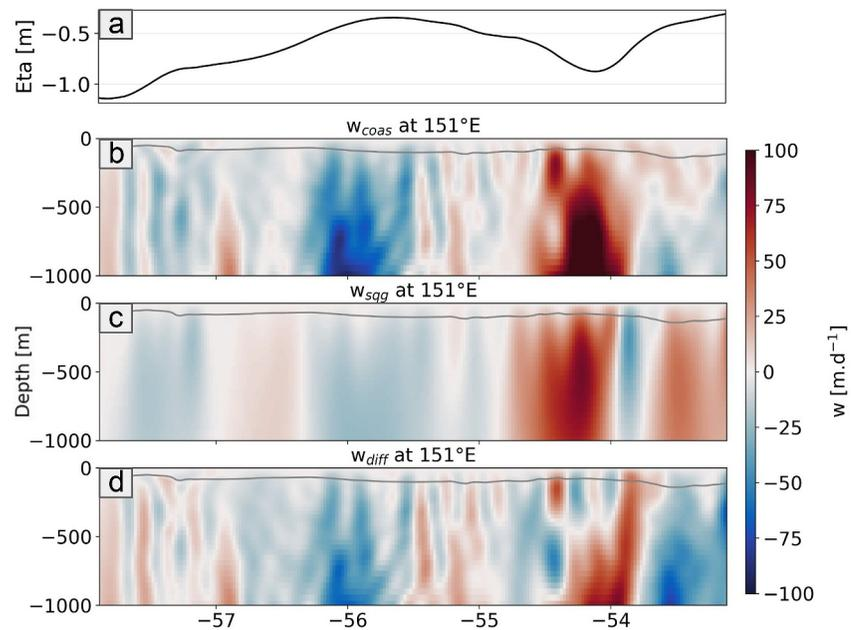 a
Eta [m]
−0.5
−1.0
w_coas at 151°E
b
0
−500
−1000
w_sqg at 151°E
c
0
−500
−1000
Depth [m]
w_diff at 151°E
d
0
−500
−1000
−57 −56 −55 −54
100
75
50
25
0
−25
−50
−75
−100
w [m.d⁻¹]